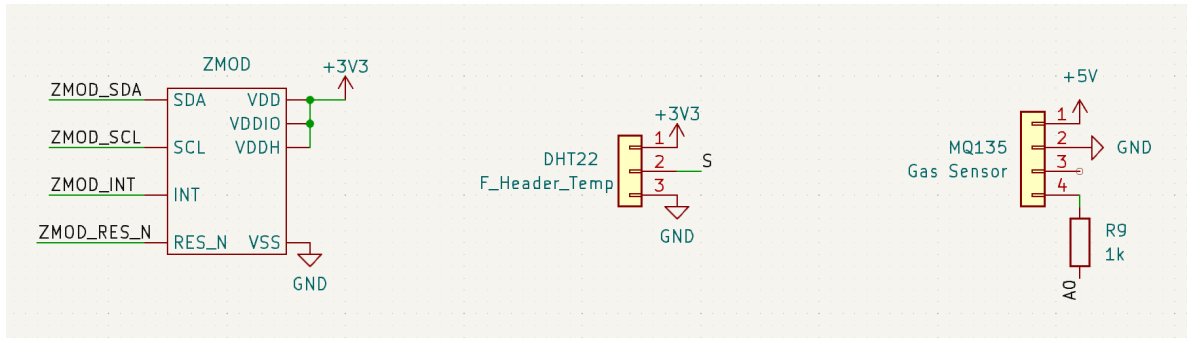 ZMOD
+3V3
ZMOD_SDA
SDA
VDD
VDDIO
ZMOD_SCL
SCL
VDDH
ZMOD_INT
INT
ZMOD_RES_N
RES_N
VSS
GND
+3V3
DHT22
F_Header_Temp
1
2
3
S
GND
+5V
MQ135
Gas Sensor
1
2
3
4
GND
R9
1k
A0